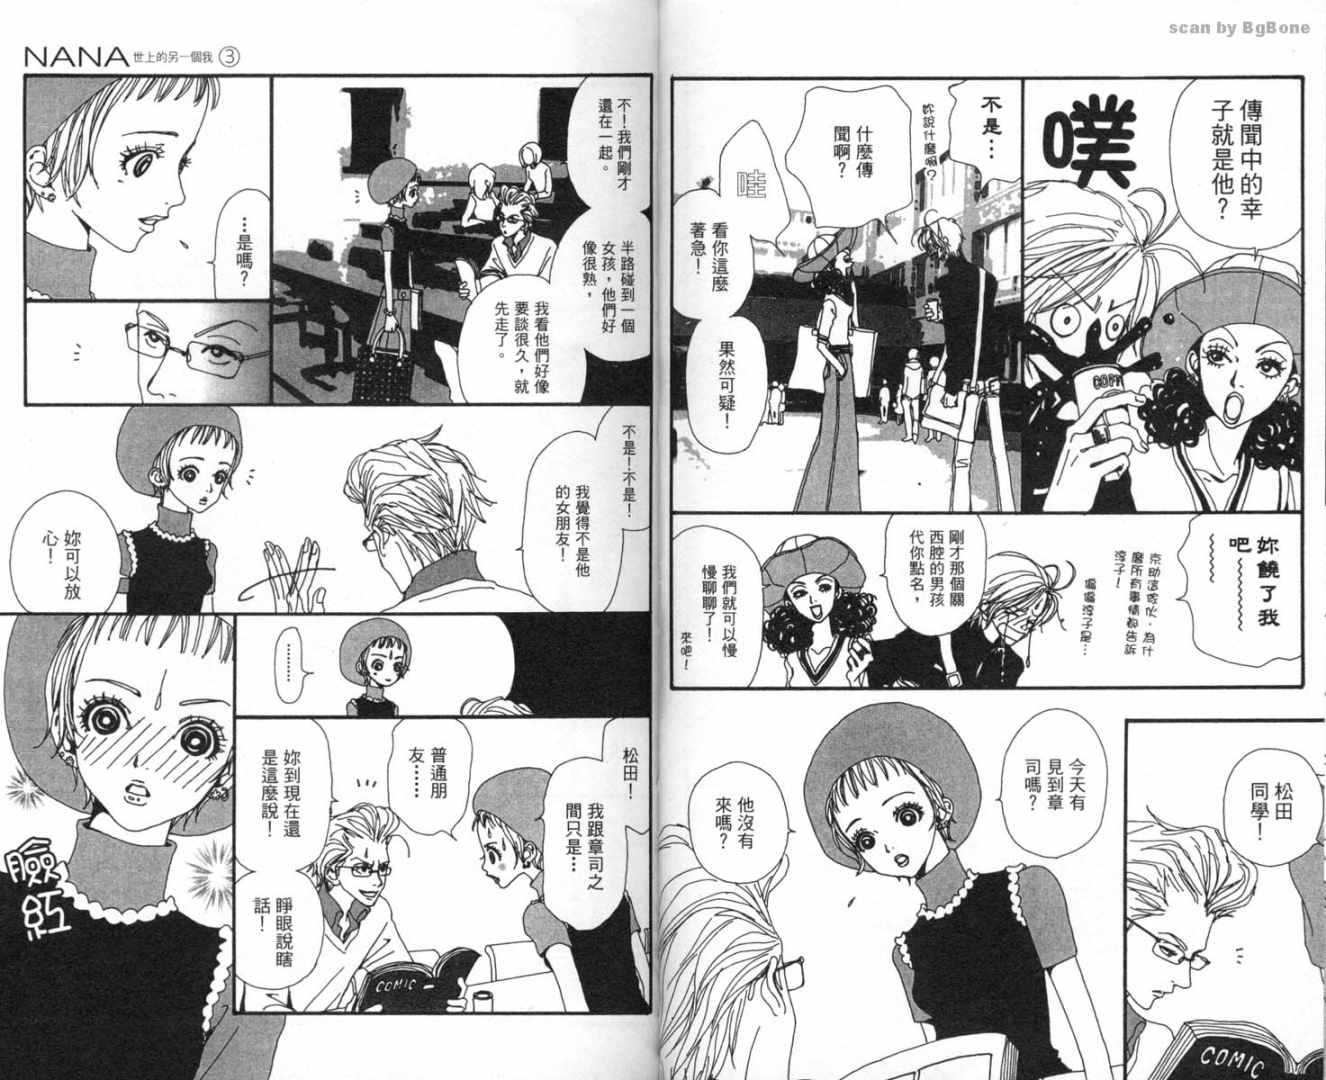 scan by BgBone
NANA 世上的另一個我 ③
傳聞中的幸
子就是他？
噗
COFF
不是…
妳說什麼啊？
什麼傳
聞啊？
哇
看你這麼
著急！
果然可疑！
妳饒了我
吧～～～
京助這傢伙，為什
麼所有事情都告訴
淳子！
嗚嗚淳子是…
剛才那個關
西腔的男孩
代你點名，
我們就可以慢
慢聊聊了！
來吧！
松田
同學！
今天有
見到章
司嗎？
他沒有
來嗎？
COMIC
不！我們剛才
還在一起。
半路碰到一個
女孩，他們好
像很熟，
我看他們好像
要談很久，就
先走了。
…是嗎？
不是！不是！
我覺得不是他
的女朋友！
妳可以放
心！
………
松田！
我跟章司之
間只是…
普通朋
友……
妳到現在還
是這麼說！
睜眼說瞎
話！
COMIC
臉紅